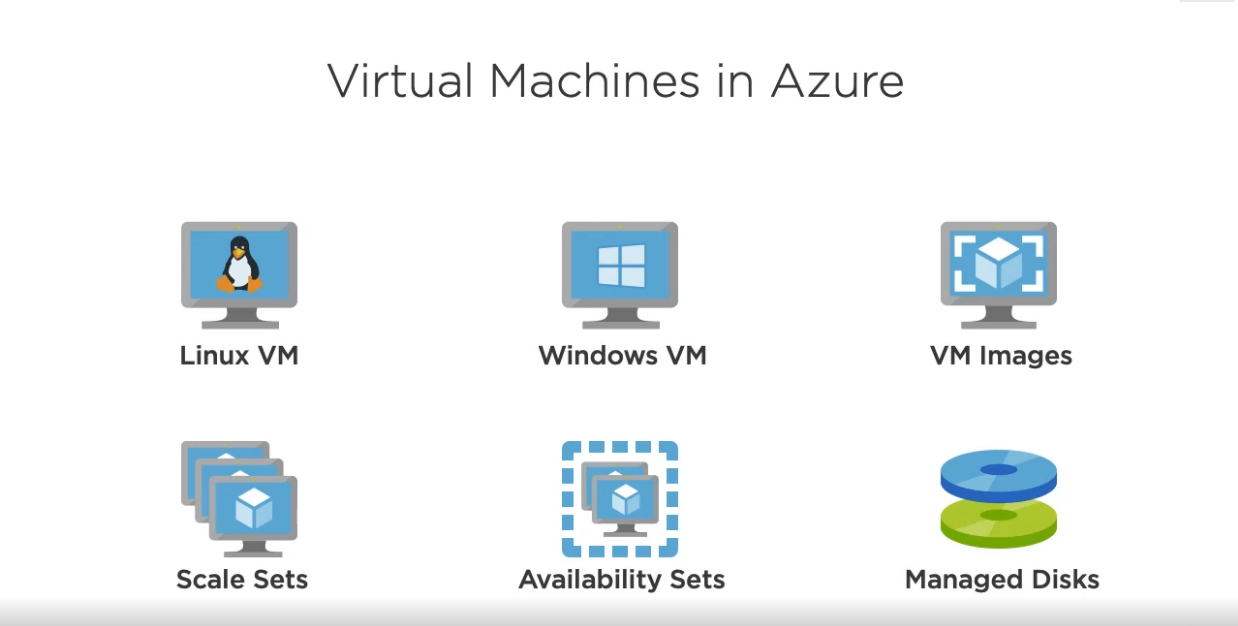 Virtual Machines in Azure
Linux VM
Windows VM
VM Images
Scale Sets
Availability Sets
Managed Disks